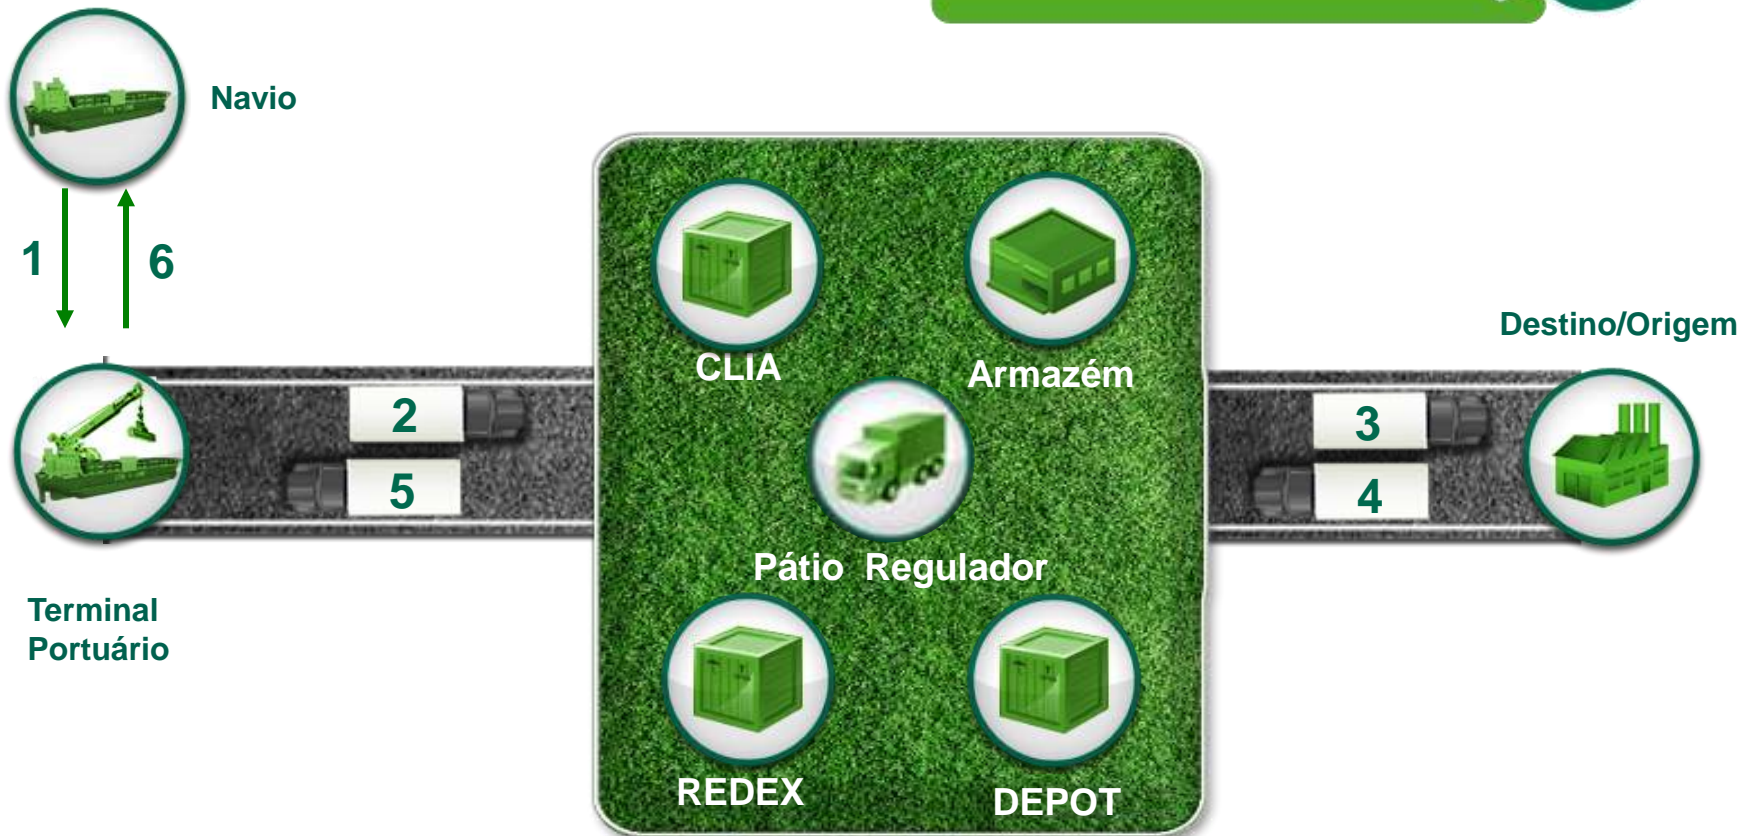 Navio
1
6
Destino/Origem
CLIA
Armazém
2
3
5
4
Pátio Regulador
Terminal
Portuário
REDEX
DEPOT